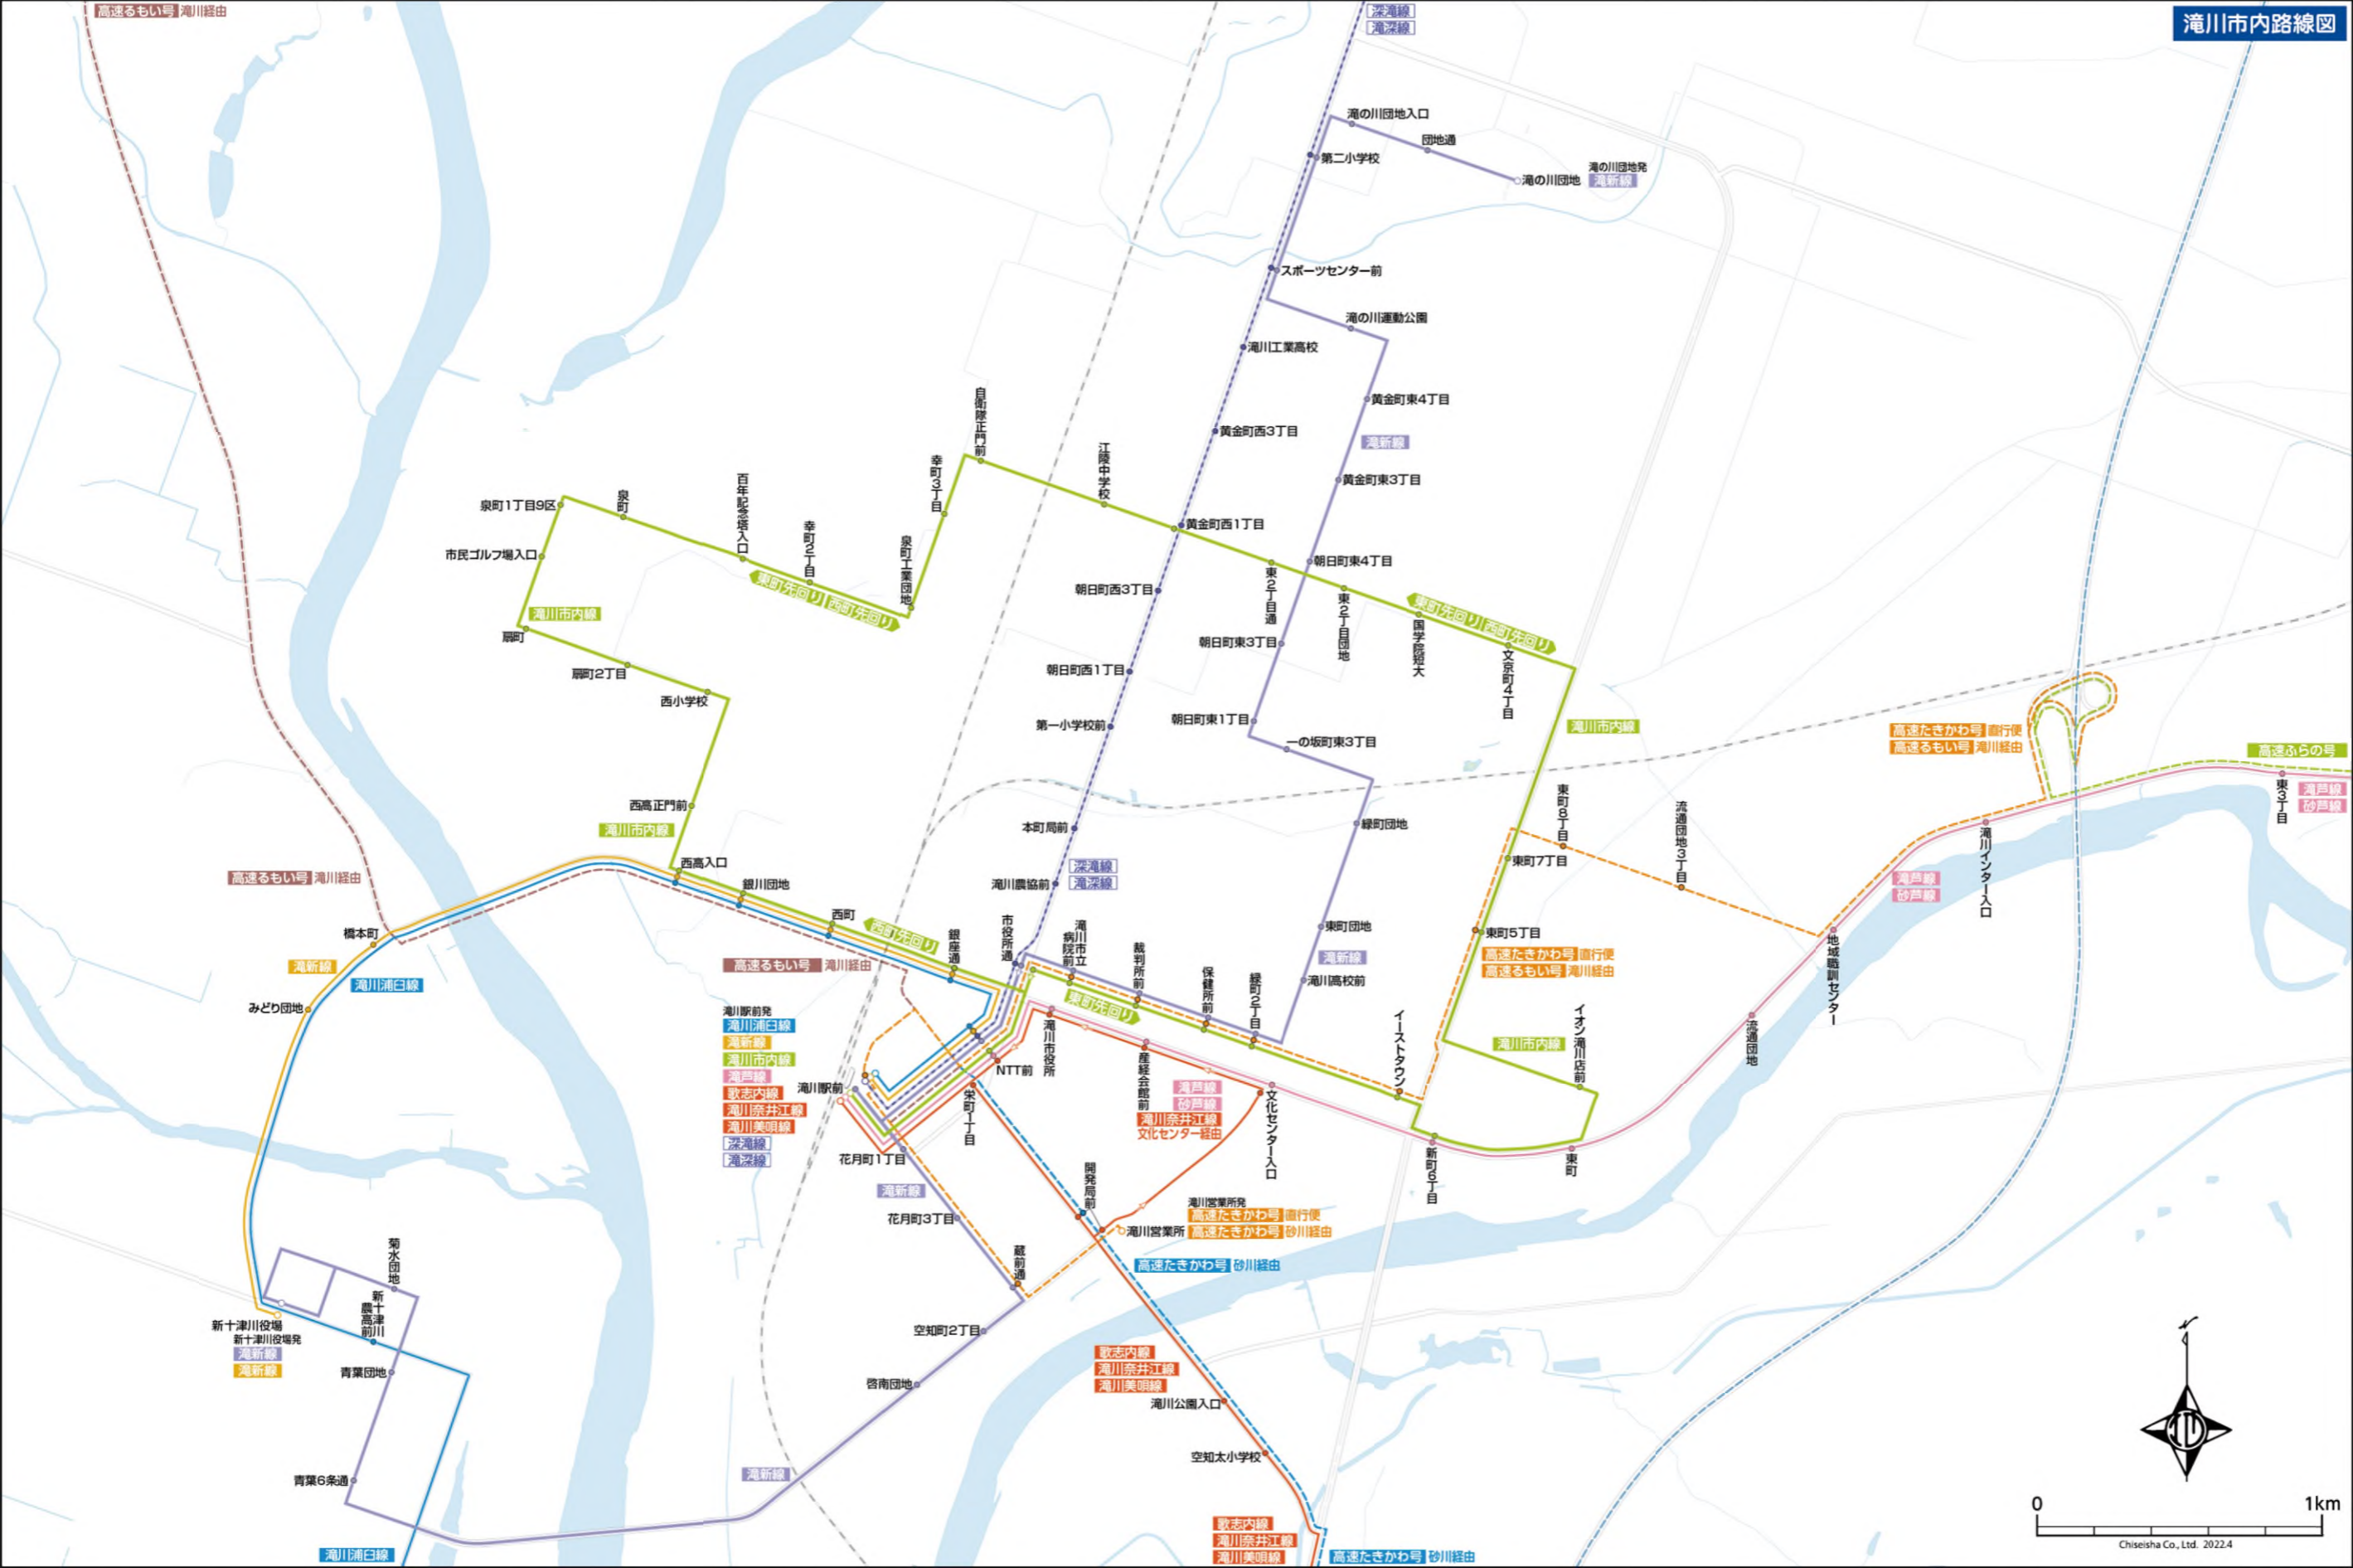 高速るもい号 滝川経由
深滝線
滝深線
滝川市内路線図
滝の川団地入口
団地通
第二小学校
滝の川団地発
滝の川団地
滝新線
スポーツセンター前
滝の川運動公園
滝川工業高校
自衛隊正門前
黄金町東4丁目
黄金町西3丁目
滝新線
江陵中学校
幸町3丁目
百年記念塔入口
泉町
泉町1丁目9区
黄金町東3丁目
幸町2丁目
黄金町西1丁目
泉町工業団地
市民ゴルフ場入口
朝日町東4丁目
東2丁目通
朝日町西3丁目
東町先回り 西町先回り
東2丁目団地
東町先回り 西町先回り
滝川市内線
国学院短大
扇町
朝日町東3丁目
文京町4丁目
扇町2丁目
朝日町西1丁目
西小学校
第一小学校前
朝日町東1丁目
滝川市内線
高速たきかわ号 直行便
高速るもい号 滝川経由
一の坂町東3丁目
高速ふらの号
東3丁目
滝芦線
砂芦線
東町8丁目
流通団地3丁目
西高正門前
滝川市内線
本町局前
緑町団地
滝川インター入口
西高入口
東町7丁目
深滝線
滝深線
滝川農協前
高速るもい号 滝川経由
銀川団地
滝芦線
砂芦線
西町
西町先回り
銀座通
市役所通
滝川市立病院前
東町団地
東町5丁目
橋本町
裁判所前
高速たきかわ号 直行便
高速るもい号 滝川経由
地域職訓センター
滝新線
滝新線
高速るもい号 滝川経由
保健所前
緑町2丁目
滝川高校前
滝川浦臼線
みどり団地
東町先回り
滝川駅前発
滝川浦臼線
滝新線
滝川市内線
滝芦線
歌志内線
滝川奈井江線
滝川美唄線
深滝線
滝深線
滝川市役所
イーストタウン
イオン滝川店前
流通団地
滝川市内線
産経会館前
NTT前
滝川駅前
滝芦線
砂芦線
滝川奈井江線
文化センター経由
栄町1丁目
文化センター入口
花月町1丁目
新町6丁目
東町
開発局前
滝新線
滝川営業所発
高速たきかわ号 直行便
滝川営業所
高速たきかわ号 砂川経由
花月町3丁目
蔵前通
高速たきかわ号 砂川経由
菊水団地
新十津川農高前
新十津川役場
新十津川役場発
滝新線
滝新線
空知町2丁目
歌志内線
滝川奈井江線
滝川美唄線
青葉団地
啓南団地
滝川公園入口
空知太小学校
滝新線
青葉6条通
0 1km
歌志内線
滝川奈井江線
滝川美唄線
滝川浦臼線
高速たきかわ号 砂川経由
Chiseisha Co., Ltd. 2022.4